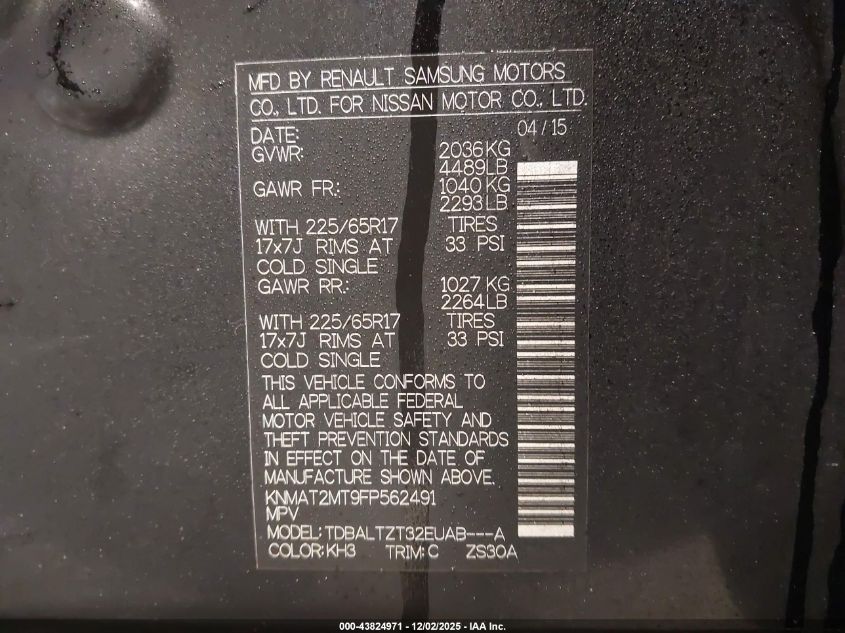 MFD BY RENAULT SAMSUNG MOTORS
CO., LTD. FOR NISSAN MOTOR CO., LTD.
DATE: 04 / 15
GVWR: 2036 KG
4489 LB
GAWR FR.: 1040 KG
2293 LB
WITH 225/65R17 TIRES
17x7J RIMS AT 33 PSI
COLD SINGLE
GAWR RR.: 1027 KG
2264 LB
WITH 225/65R17 TIRES
17x7J RIMS AT 33 PSI
COLD SINGLE
THIS VEHICLE CONFORMS TO
ALL APPLICABLE FEDERAL
MOTOR VEHICLE SAFETY AND
THEFT PREVENTION STANDARDS
IN EFFECT ON THE DATE OF
MANUFACTURE SHOWN ABOVE.
KNMAT2MT9FP562491
MPV
MODEL: TDBALTZT32EUAB---A
COLOR: KH3 TRIM: C ZS30A
000-43824971 - 12/02/2025 - IAA Inc.